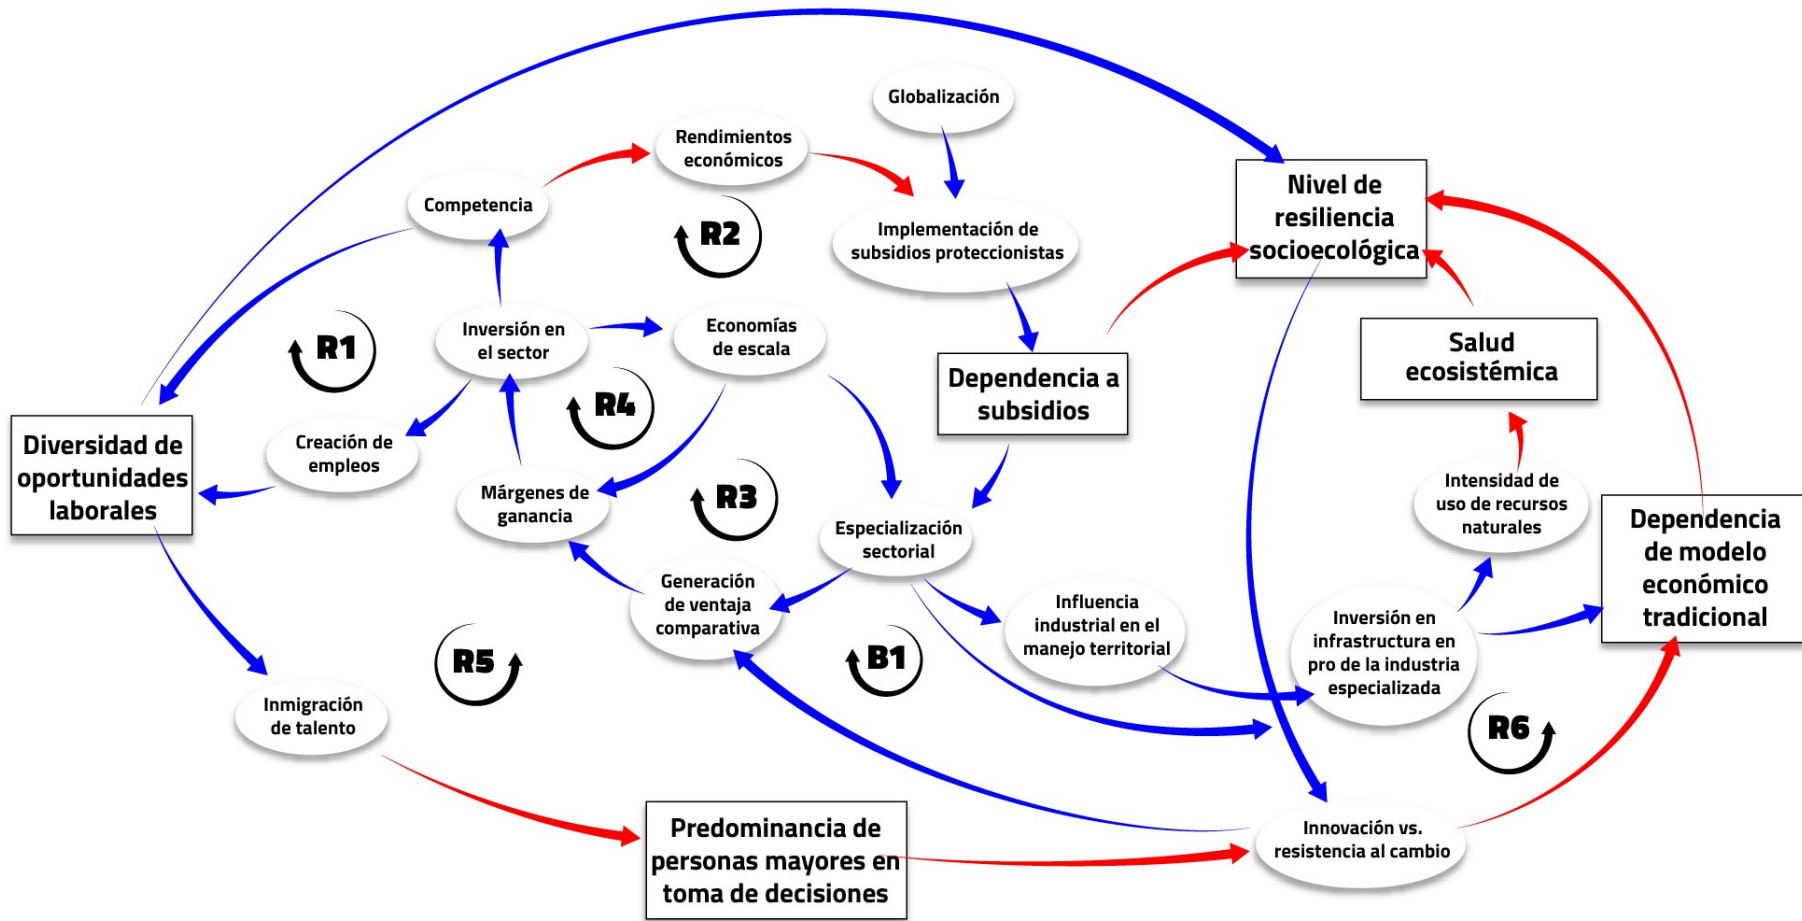 Globalización
Rendimientos
económicos
Competencia
R2
Implementación de
subsidios proteccionistas
Nivel de
resiliencia
socioecológica
R1
Inversión en
el sector
Economías
de escala
Salud
ecosistémica
Dependencia a
subsidios
R4
Diversidad de
oportunidades
laborales
Creación de
empleos
Márgenes de
ganancia
R3
Especialización
sectorial
Intensidad de
uso de recursos
naturales
Dependencia
de modelo
económico
tradicional
Generación
de ventaja
comparativa
Influencia
industrial en el
manejo territorial
Inversión en
infrastructura en
pro de la industria
especializada
R5
B1
R6
Inmigración
de talento
Predominancia de
personas mayores en
toma de decisiones
Innovación vs.
resistencia al cambio